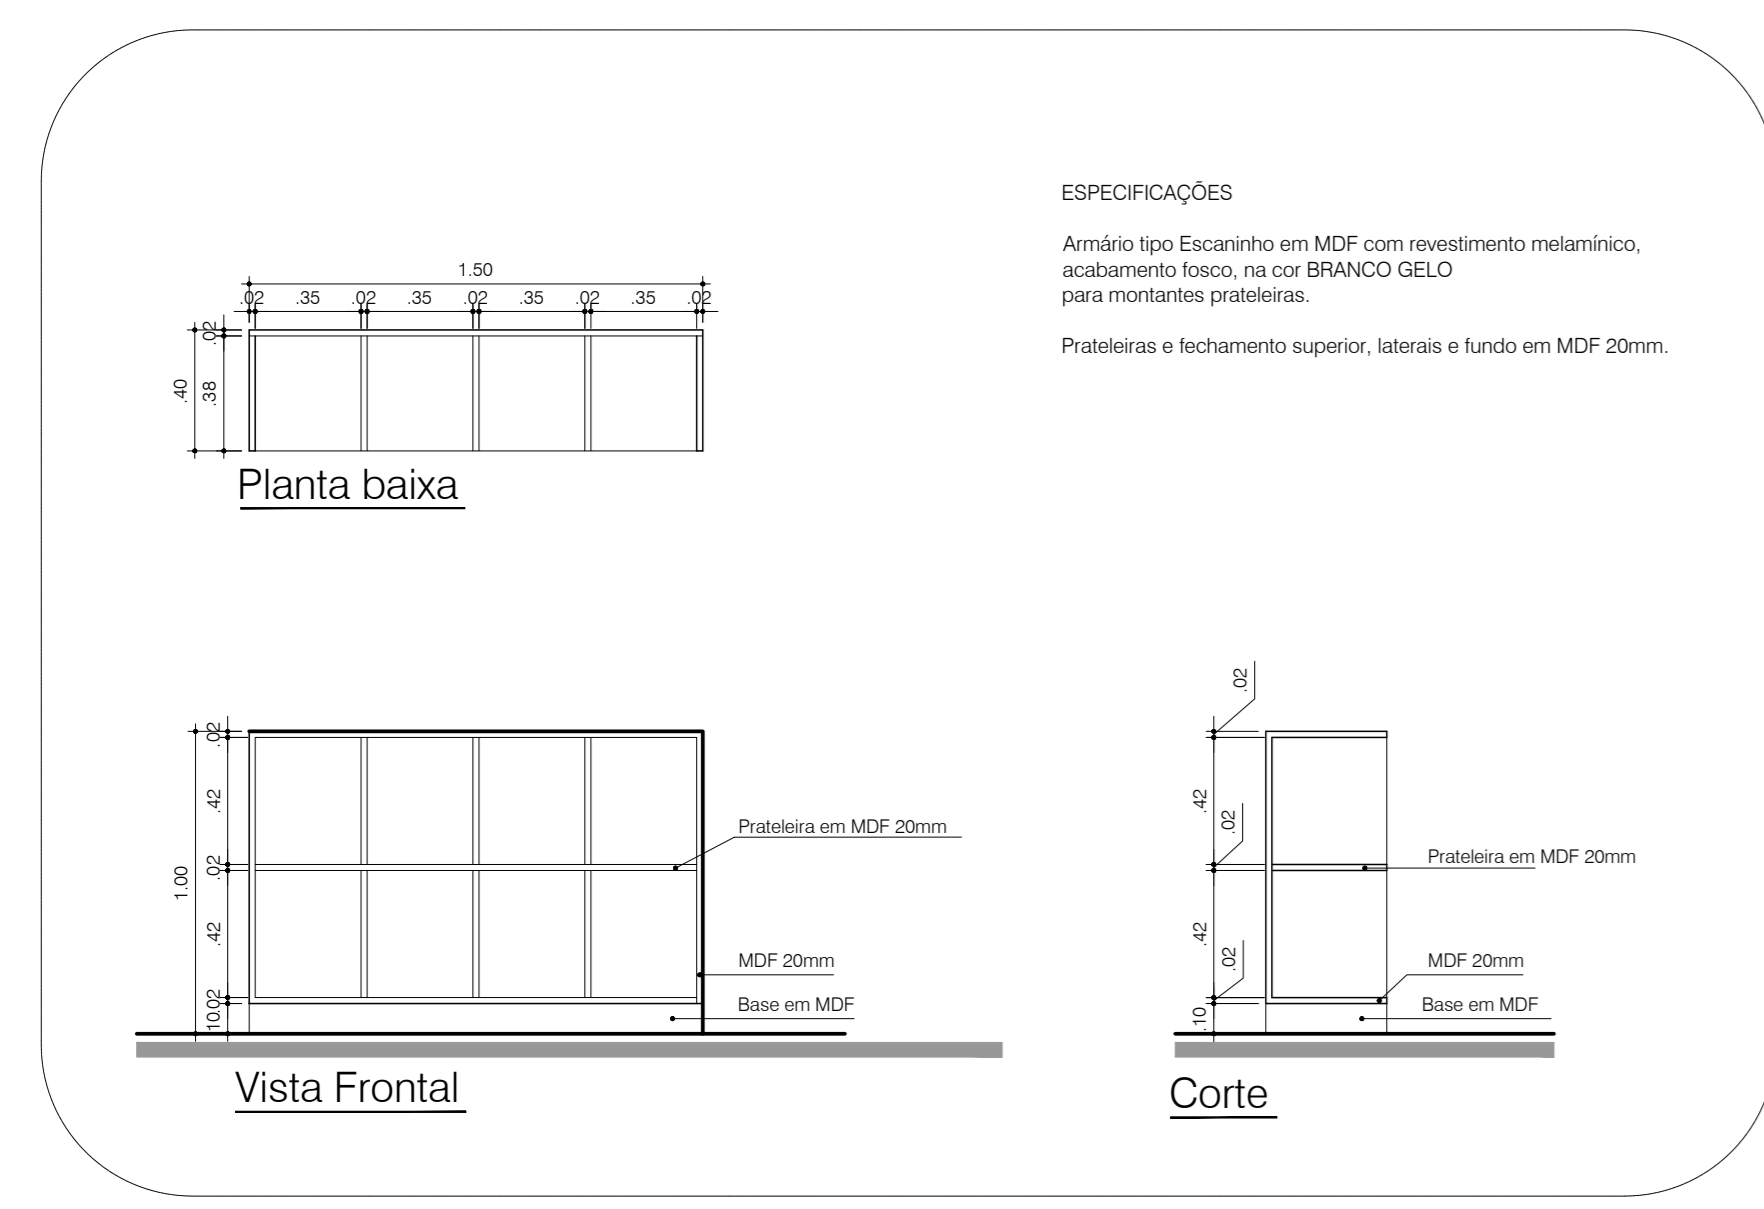 ESPECIFICAÇÕES
Armário tipo Escaninho em MDF com revestimento melamínico,
acabamento fosco, na cor BRANCO GELO
para montantes prateleiras.
Prateleiras e fechamento superior, laterais e fundo em MDF 20mm.
1.50
.02 .35 .02 .35 .02 .35 .02 .35 .02
.02
.40
.38
Planta baixa
.02
.42
.02
1.00
.42
.02
.10
Prateleira em MDF 20mm
MDF 20mm
Base em MDF
Vista Frontal
.02
.42
.02
.42
.02
.10
Prateleira em MDF 20mm
MDF 20mm
Base em MDF
Corte